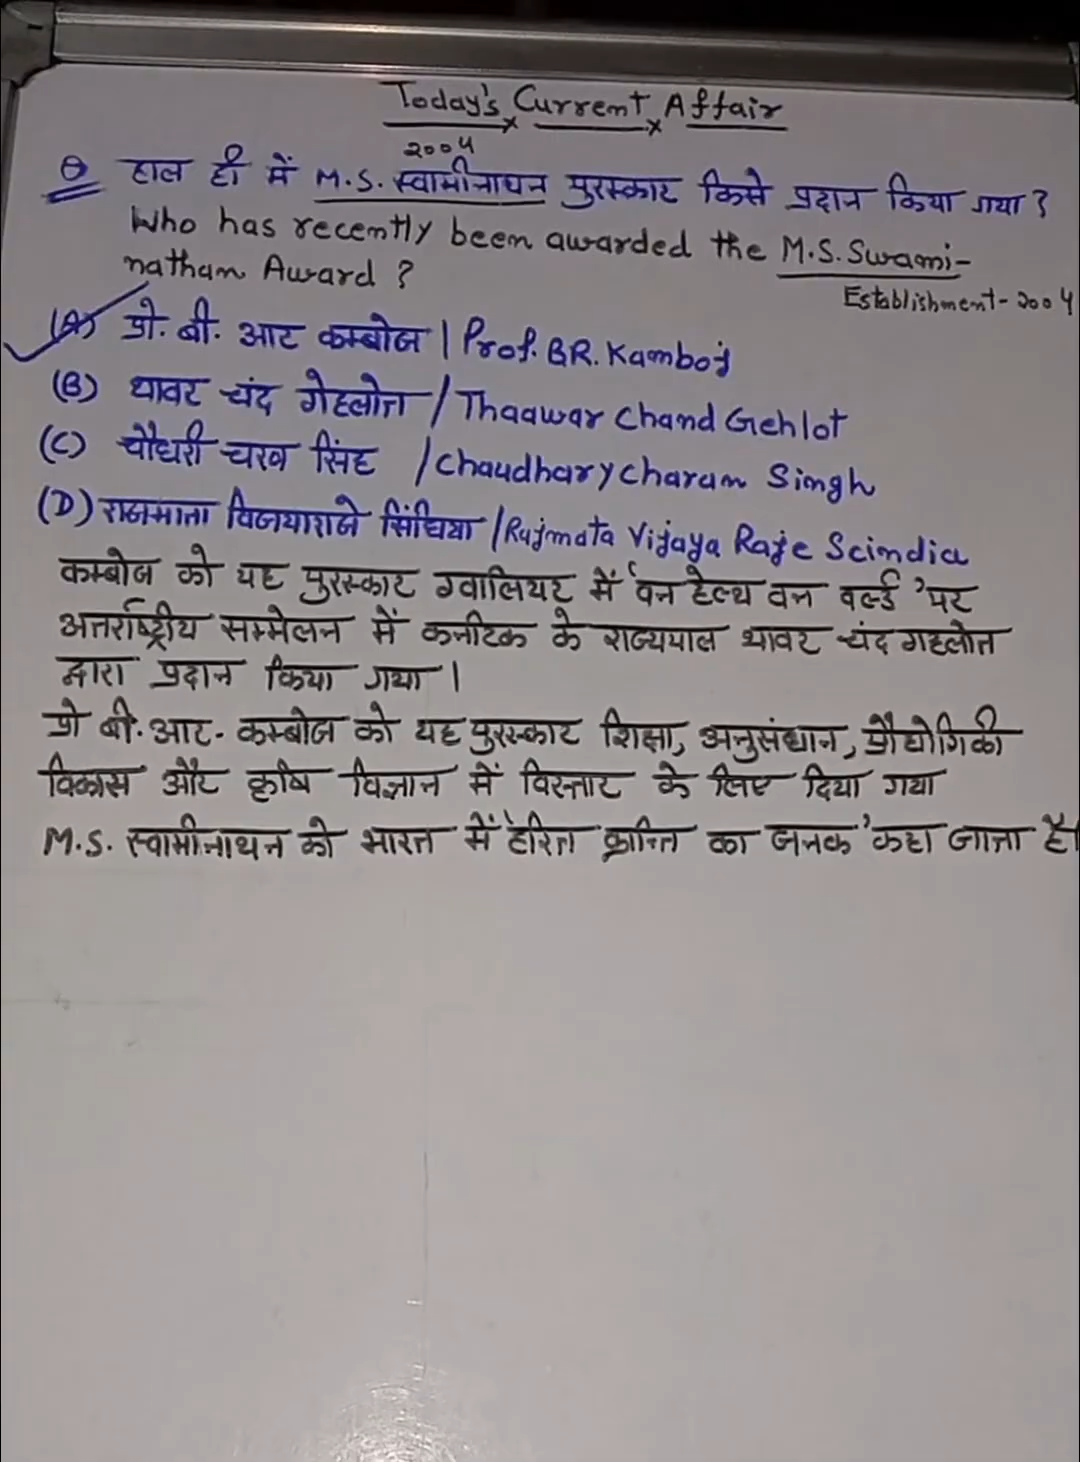 Today's Current Affair
2004
Q हाल ही में M.S. स्वामीनाथन पुरस्कार किसे प्रदान किया गया ?
Who has recently been awarded the M.S. Swami-
nathan Award ?
Establishment - 2004
(A) प्रो. बी. आर कम्बोज | Prof. B.R. Kamboj
(B) थावर चंद गेहलोत / Thaawar Chand Gehlot
(C) चौधरी चरण सिंह / Chaudhary Charan Singh
(D) राजमाता विजयाराजे सिंधिया / Rajmata Vijaya Raje Scindia
कम्बोज को यह पुरस्कार ग्वालियर में 'वन हेल्थ वन वर्ल्ड' पर
अन्तर्राष्ट्रीय सम्मेलन में कर्नाटक के राज्यपाल थावर चंद गहलोत
द्वारा प्रदान किया गया ।
प्रो बी. आर. कम्बोज को यह पुरस्कार शिक्षा, अनुसंधान, प्रौद्योगिकी
विकास और कृषि विज्ञान में विस्तार के लिए दिया गया
M.S. स्वामीनाथन को भारत में 'हरित क्रान्ति का जनक' कहा जाता है।